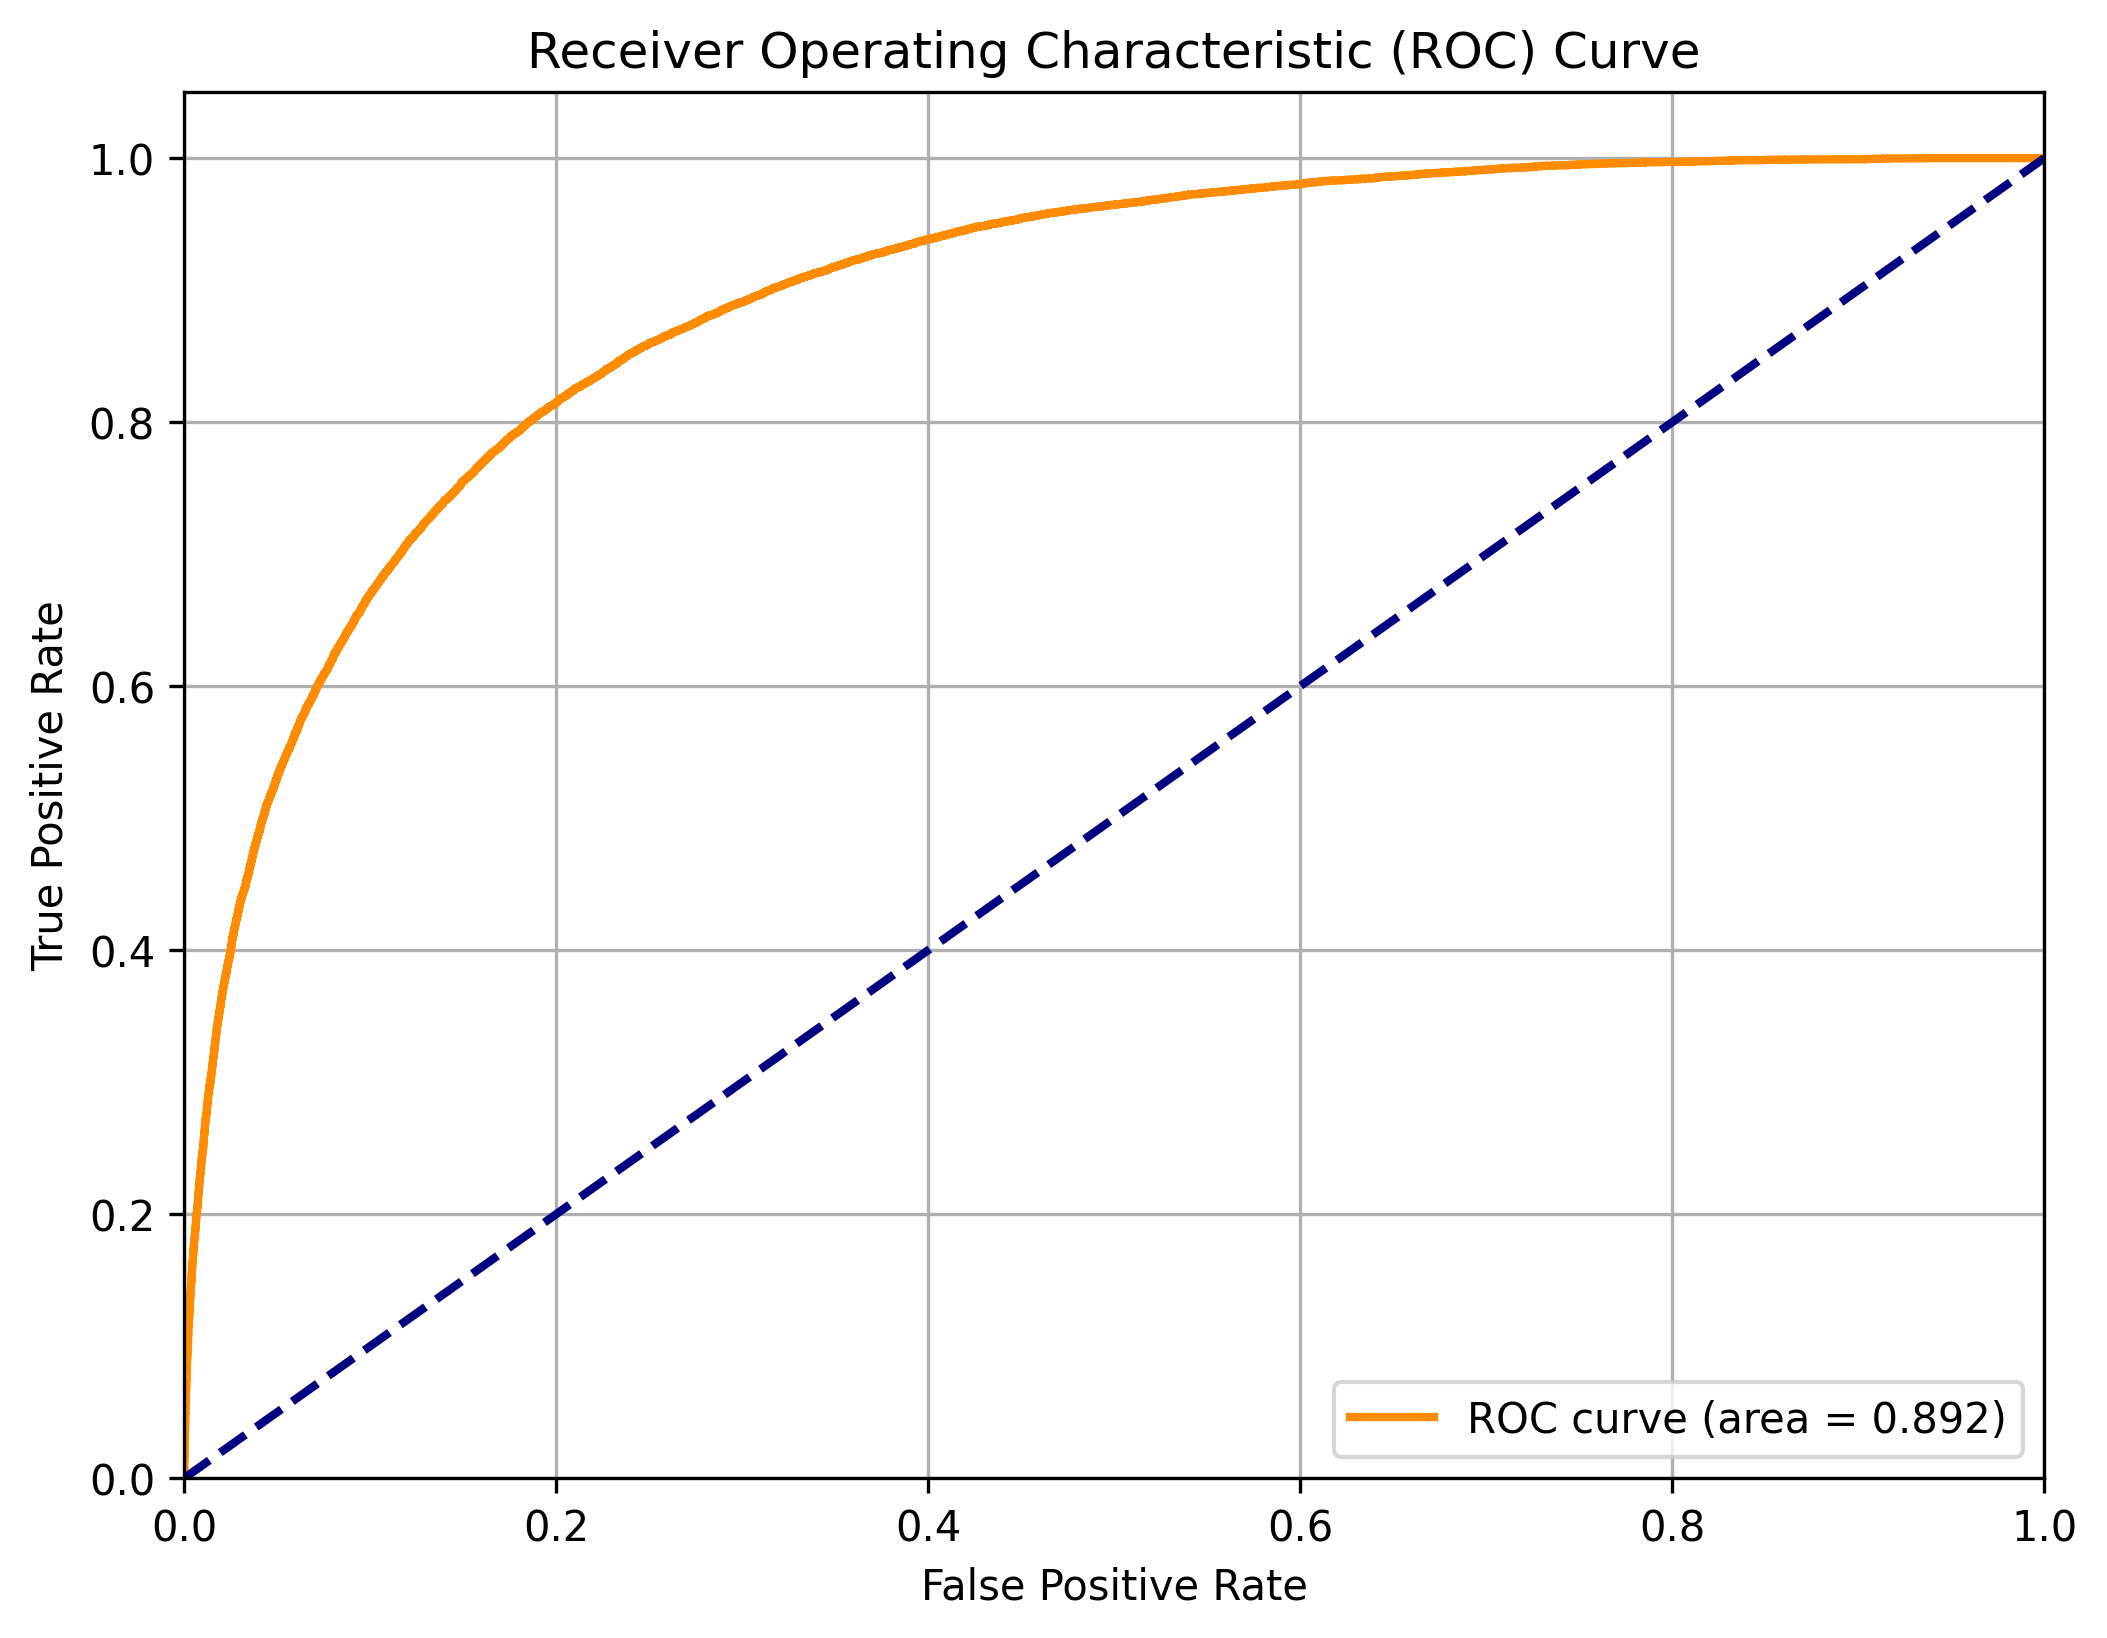 Receiver Operating Characteristic (ROC) Curve
1.0
0.8
0.6
0.4
0.2
0.0
True Positive Rate
ROC curve (area = 0.892)
0.0 0.2 0.4 0.6 0.8 1.0
False Positive Rate